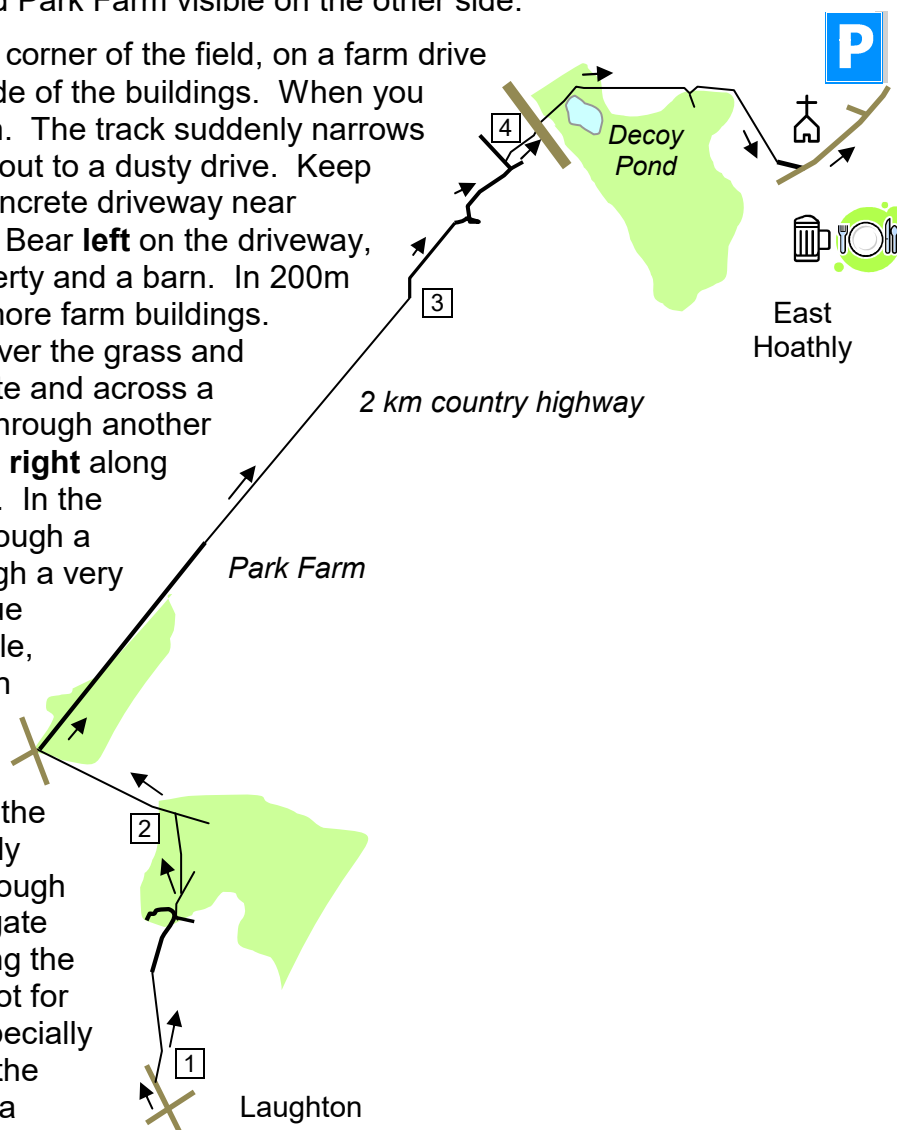 d Park Farm visible on the other side.
corner of the field, on a farm drive
de of the buildings. When you
n. The track suddenly narrows
out to a dusty drive. Keep
oncrete driveway near
Bear left on the driveway,
erty and a barn. In 200m
more farm buildings.
ver the grass and
te and across a
hrough another
right along
. In the
ough a
gh a very
ue
le,
n
the
ly
ough
gate
ng the
ot for
pecially
the
a
P
4
Decoy
Pond
3
East
Hoathly
2 km country highway
Park Farm
2
1
Laughton